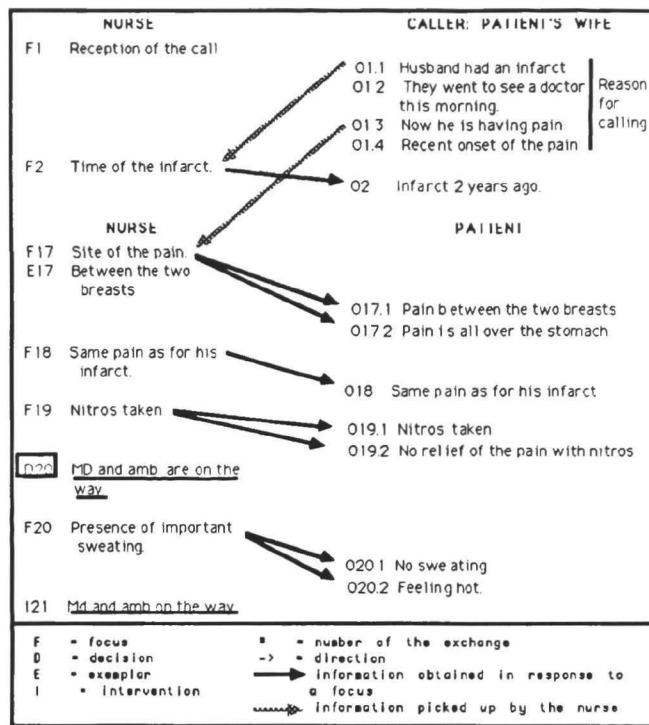 NURSE CALLER: PATIENT'S WIFE
F1 Reception of the call
O1.1 Husband had an infarct
O1 2 They went to see a doctor
this morning.
O1 3 Now he is having pain
O1.4 Recent onset of the pain
Reason
for
calling
F2 Time of the infarct.
O2 Infarct 2 years ago.
NURSE PATIENT
F17 Site of the pain.
E17 Between the two
breasts
O17.1 Pain between the two breasts
O17.2 Pain is all over the stomach
F18 Same pain as for his
infarct.
O18 Same pain as for his infarct
F19 Nitros taken
O19.1 Nitros taken
O19.2 No relief of the pain with nitros
D20 MD and amb are on the
way
F20 Presence of important
sweating.
O20.1 No sweating
O20.2 Feeling hot.
I21 Md and amb on the way
F = focus
D = decision
E = exemplar
I = intervention
= number of the exchange
-> = direction
information obtained in response to
a focus
information picked up by the nurse